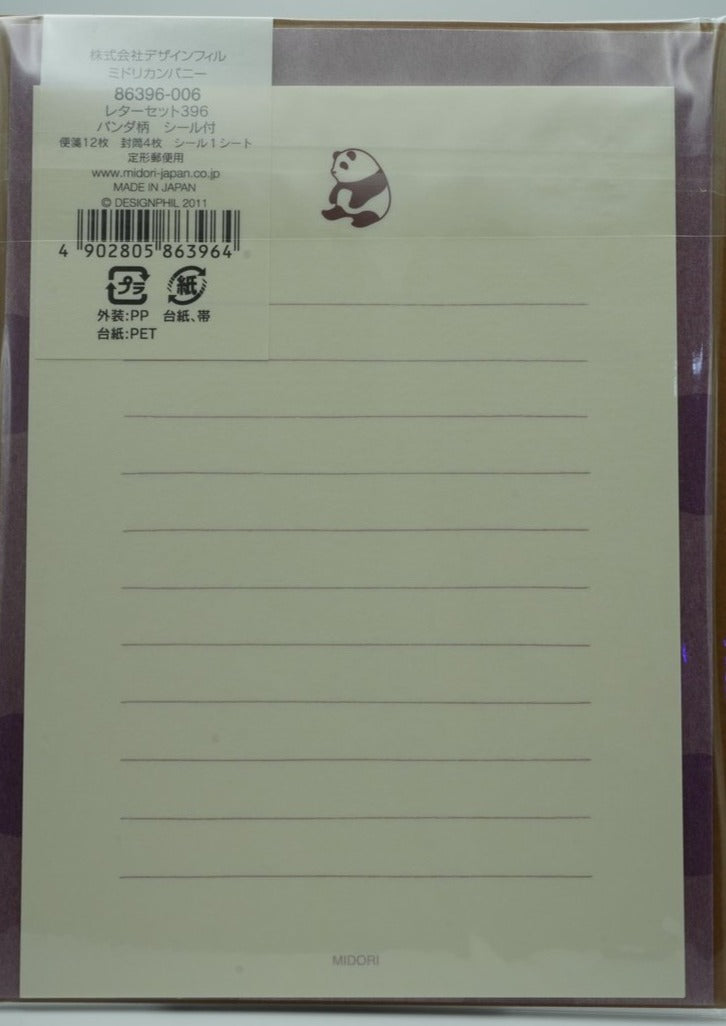 株式会社デザインフィル
ミドリカンパニー
86396-006
レターセット396
パンダ柄　シール付
便箋12枚　封筒4枚　シール1シート
定形郵便用
www.midori-japan.co.jp
MADE IN JAPAN
© DESIGNPHIL 2011
4 902805 863964
プラ 紙
外装:PP 台紙、帯
台紙:PET
MIDORI